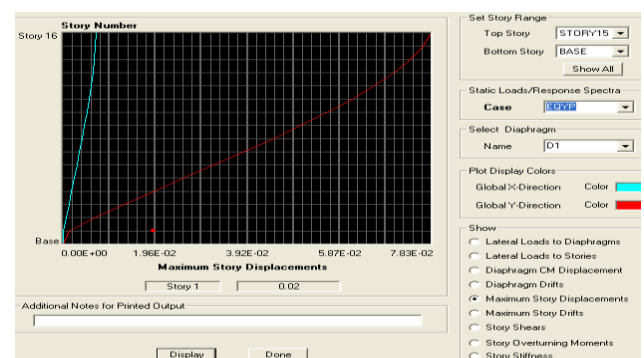 Story Number
Story 16
Base
0.00E+00 1.96E-02 3.92E-02 5.87E-02 7.83E-02
Maximum Story Displacements
Story 1 0.02
Additional Notes for Printed Output
Display Done
Set Story Range
Top Story STORY15
Bottom Story BASE
Show All
Static Loads/Response Spectra
Case EQYP
Select Diaphragm
Name D1
Plot Display Colors
Global X-Direction Color
Global Y-Direction Color
Show
Lateral Loads to Diaphragms
Lateral Loads to Stories
Diaphragm CM Displacement
Diaphragm Drifts
Maximum Story Displacements
Maximum Story Drifts
Story Shears
Story Overturning Moments
Story Stiffness